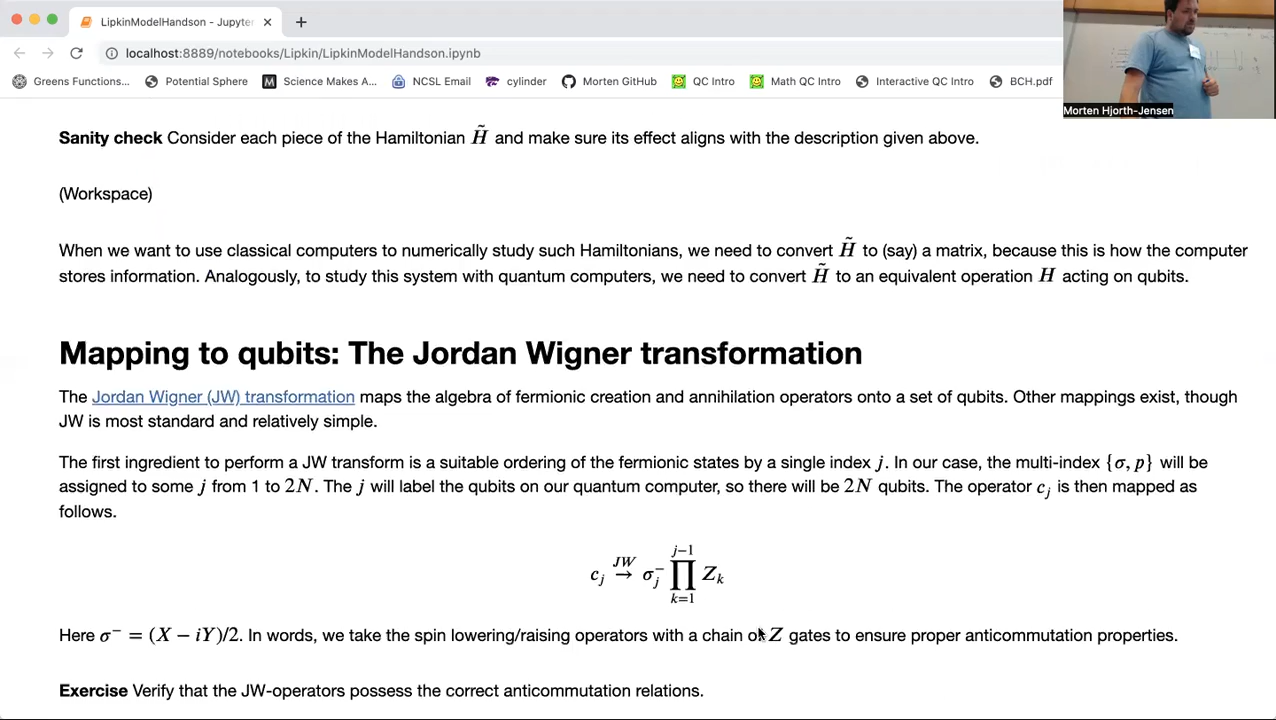 LipkinModelHandson - Jupyter
localhost:8889/notebooks/Lipkin/LipkinModelHandson.ipynb
Greens Functions... Potential Sphere Science Makes A... NCSL Email cylinder Morten GitHub QC Intro Math QC Intro Interactive QC Intro BCH.pdf
Morten Hjorth-Jensen
Sanity check Consider each piece of the Hamiltonian H̃ and make sure its effect aligns with the description given above.
(Workspace)
When we want to use classical computers to numerically study such Hamiltonians, we need to convert H̃ to (say) a matrix, because this is how the computer
stores information. Analogously, to study this system with quantum computers, we need to convert H̃ to an equivalent operation H acting on qubits.
Mapping to qubits: The Jordan Wigner transformation
The Jordan Wigner (JW) transformation maps the algebra of fermionic creation and annihilation operators onto a set of qubits. Other mappings exist, though
JW is most standard and relatively simple.
The first ingredient to perform a JW transform is a suitable ordering of the fermionic states by a single index j. In our case, the multi-index {σ, p} will be
assigned to some j from 1 to 2N. The j will label the qubits on our quantum computer, so there will be 2N qubits. The operator c_j is then mapped as
follows.
c_j \xrightarrow{JW} σ_j^- ∏_{k=1}^{j−1} Z_k
Here σ⁻ = (X − iY)/2. In words, we take the spin lowering/raising operators with a chain of Z gates to ensure proper anticommutation properties.
Exercise Verify that the JW-operators possess the correct anticommutation relations.